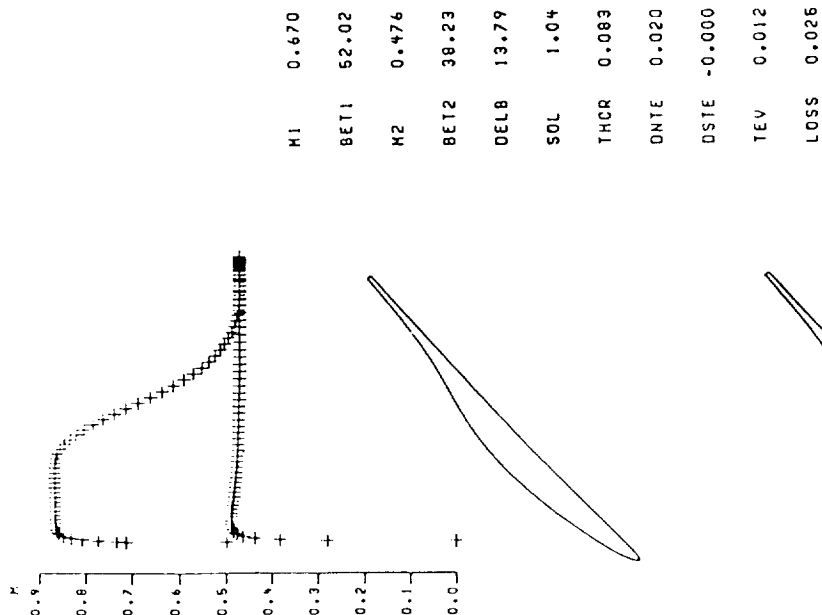 M1 0.670
BET1 52.02
M2 0.476
BET2 38.23
DELB 13.79
SOL 1.04
THCR 0.083
DNTE 0.020
DSTE -0.000
TEV 0.012
LOSS 0.026
M
0.9
0.8
0.7
0.6
0.5
0.4
0.3
0.2
0.1
0.0